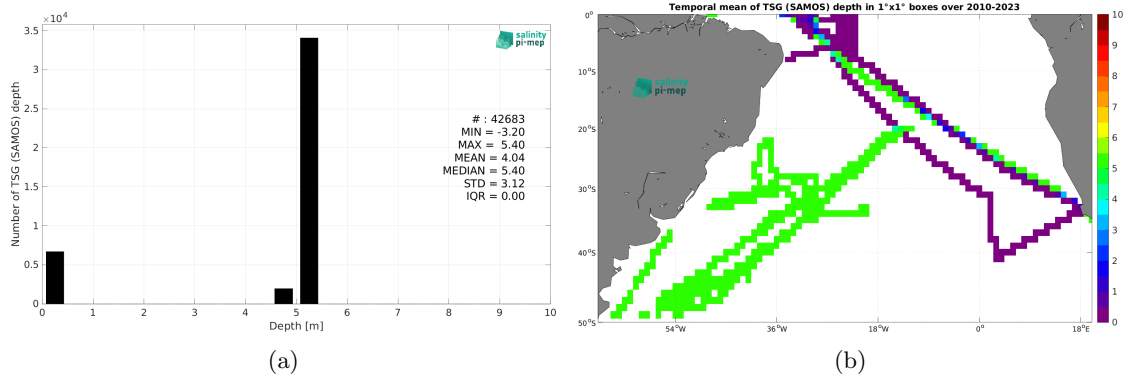 ×10⁴
3.5
3
2.5
2
1.5
1
0.5
0
Number of TSG (SAMOS) depth
0 1 2 3 4 5 6 7 8 9 10
Depth [m]
salinity
pi-mep
# : 42683
MIN = -3.20
MAX = 5.40
MEAN = 4.04
MEDIAN = 5.40
STD = 3.12
IQR = 0.00
(a)
Temporal mean of TSG (SAMOS) depth in 1°x1° boxes over 2010-2023
0°
10°S
20°S
30°S
40°S
50°S
54°W 36°W 18°W 0° 18°E
salinity
pi-mep
10
9
8
7
6
5
4
3
2
1
0
(b)